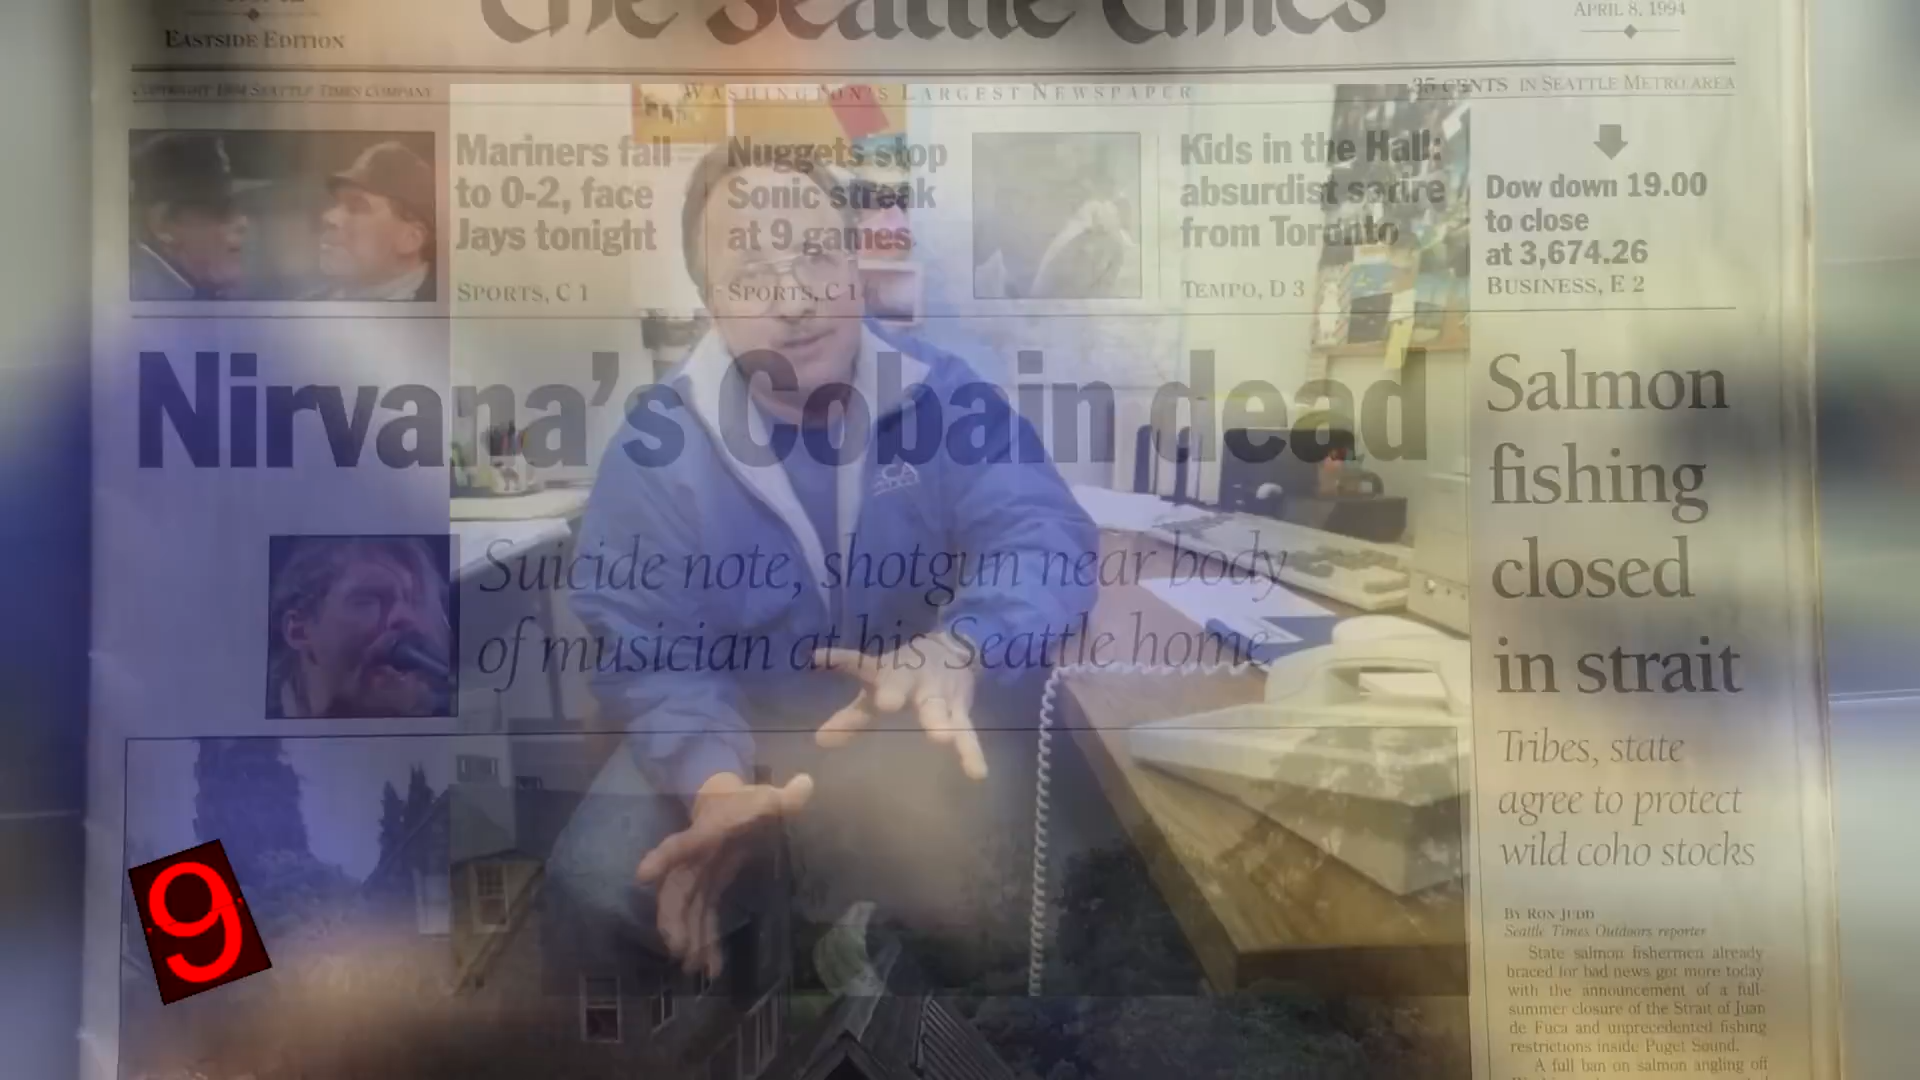 The Seattle Times
EASTSIDE EDITION
APRIL 8, 1994
COPYRIGHT 1994 SEATTLE TIMES COMPANY
WASHINGTON'S LARGEST NEWSPAPER
35 CENTS IN SEATTLE METRO AREA
Mariners fall
to 0-2, face
Jays tonight
SPORTS, C 1
Nuggets stop
Sonic streak
at 9 games
SPORTS, C 1
Kids in the Hall:
absurdist satire
from Toronto
TEMPO, D 3
Dow down 19.00
to close
at 3,674.26
BUSINESS, E 2
Nirvana's Cobain dead
Suicide note, shotgun near body
of musician at his Seattle home
Salmon
fishing
closed
in strait
Tribes, state
agree to protect
wild coho stocks
BY RON JUDD
Seattle Times Outdoors reporter
State salmon fishermen already
braced for bad news got more today
with the announcement of a full-
summer closure of the Strait of Juan
de Fuca and unprecedented fishing
restrictions inside Puget Sound.
A full ban on salmon angling off
9